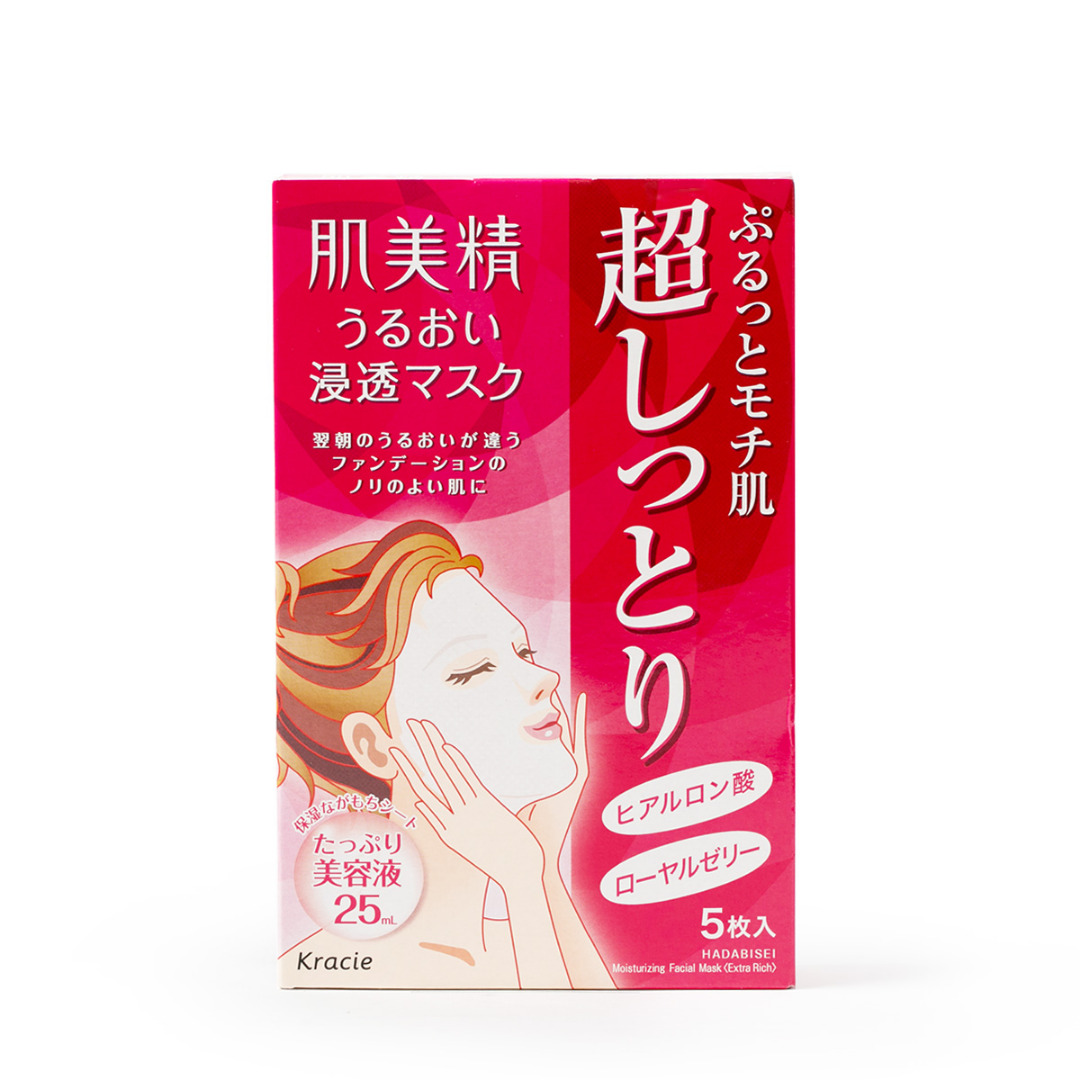 肌美精
うるおい
浸透マスク
翌朝のうるおいが違う
ファンデーションの
ノリのよい肌に
ぷるっとモチ肌
超しっとり
ヒアルロン酸
ローヤルゼリー
保湿ながもちシート
たっぷり
美容液
25mL
5枚入
HADABISEI
Moisturizing Facial Mask〈Extra Rich〉
Kracie